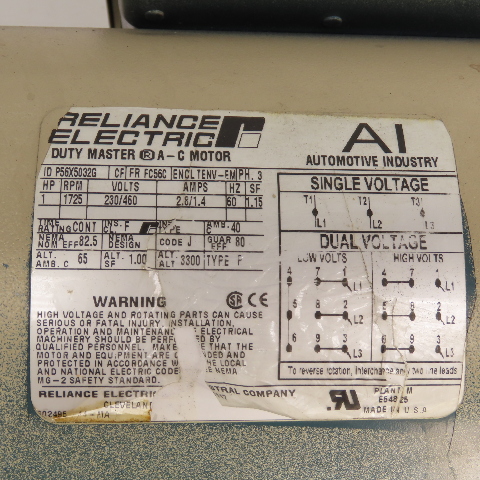 RELIANCE
ELECTRIC
DUTY MASTER ® A-C MOTOR
AI
AUTOMOTIVE INDUSTRY
ID P56X5032G CF FR FC56C ENCL TENV-EM PH. 3
HP RPM VOLTS AMPS HZ SF
1 1725 230/460 2.8/1.4 60 1.15
TIME RATING CONT INS. CL. F AMB. C 40
NEMA NOM EFF 82.5 NEMA DESIGN CODE J GUAR EFF 80
ALT. AMB. C 65 ALT. SF 1.00 ALT. 3300 TYPE P
WARNING
HIGH VOLTAGE AND ROTATING PARTS CAN CAUSE
SERIOUS OR FATAL INJURY. INSTALLATION,
OPERATION AND MAINTENANCE ELECTRICAL
MACHINERY SHOULD BE PERFORMED BY
QUALIFIED PERSONNEL. MAKE
MOTOR AND EQUIPMENT ARE AND
PROTECTED IN ACCORDANCE WITH
AND NATIONAL ELECTRIC CODE NEMA
MG-2 SAFETY STANDARD.
RELIANCE ELECTRIC COMPANY
CLEVELAND
SINGLE VOLTAGE
T1 T2 T3
L1 L2 L3
DUAL VOLTAGE
LOW VOLTS HIGH VOLTS
4 7 1 L1 4 7 1 L1
5 8 2 L2 5 8 2 L2
6 9 3 L3 6 9 3 L3
To reverse rotation, interchange any two line leads
PLANT M
E54825
MADE IN U.S.A